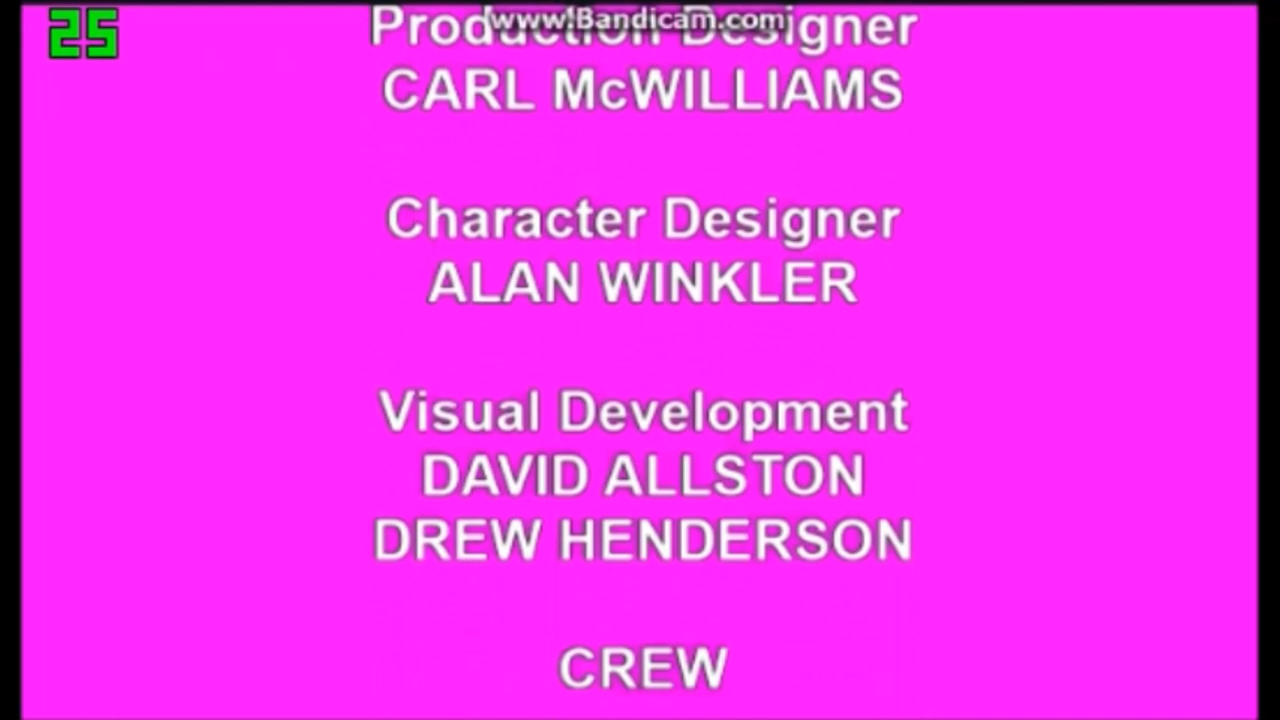 25
www.Bandicam.com
Production Designer
CARL McWILLIAMS
Character Designer
ALAN WINKLER
Visual Development
DAVID ALLSTON
DREW HENDERSON
CREW